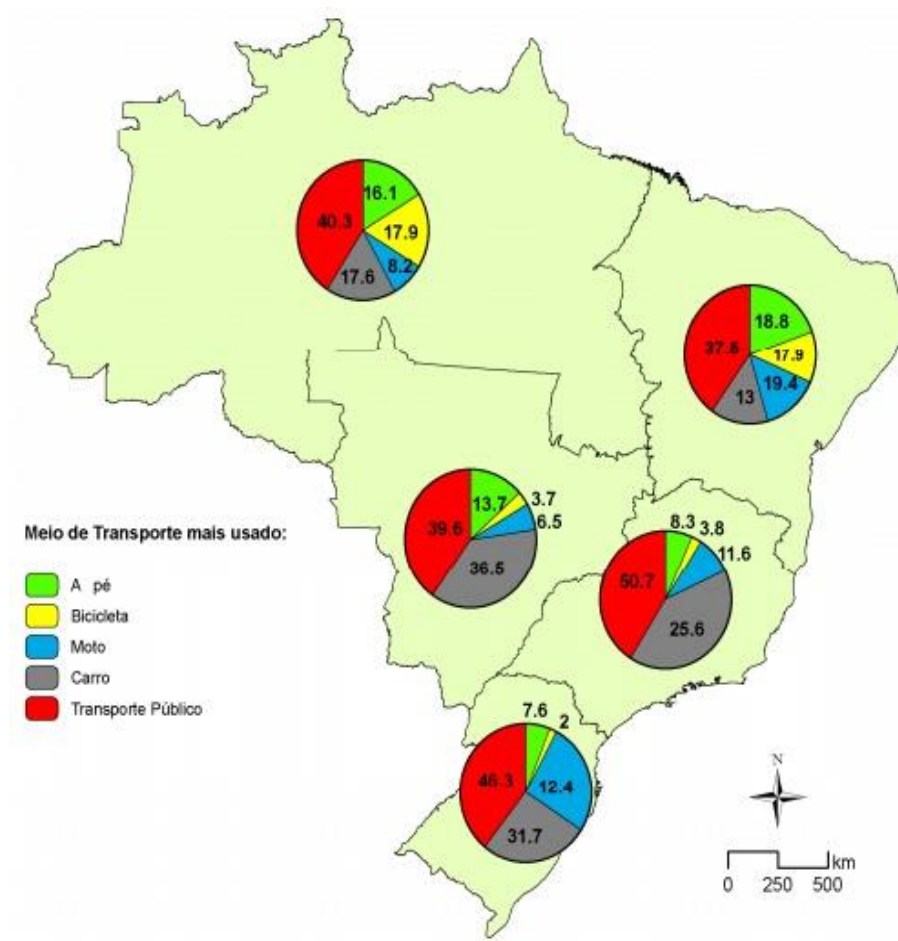 16.1
40.3
17.9
8.2
17.6
18.8
37.8
17.9
19.4
13
13.7
3.7
39.6
6.5
36.5
8.3
3.8
11.6
50.7
25.6
7.6
2
46.3
12.4
31.7
Meio de Transporte mais usado:
A pé
Bicicleta
Moto
Carro
Transporte Público
N
km
0 250 500